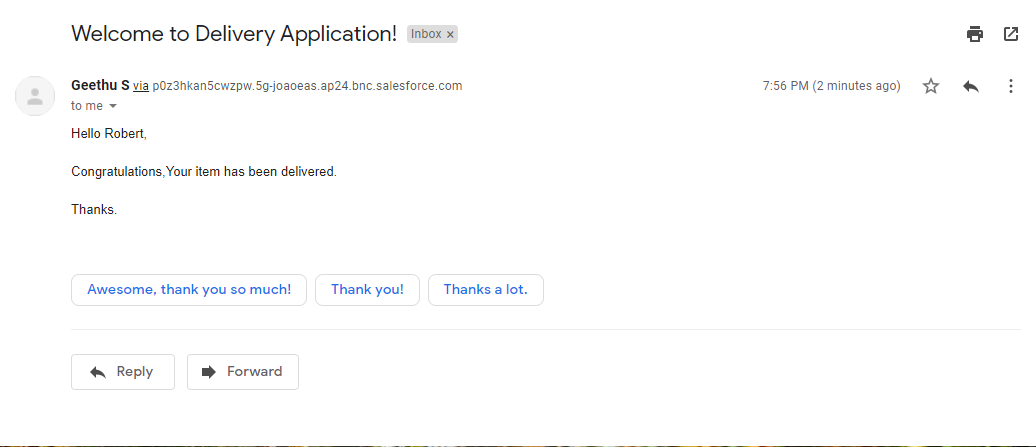 Welcome to Delivery Application! Inbox ×
Geethu S via p0z3hkan5cwzpw.5g-joaoeas.ap24.bnc.salesforce.com 7:56 PM (2 minutes ago)
to me
Hello Robert,
Congratulations,Your item has been delivered.
Thanks.
Awesome, thank you so much! Thank you! Thanks a lot.
Reply Forward